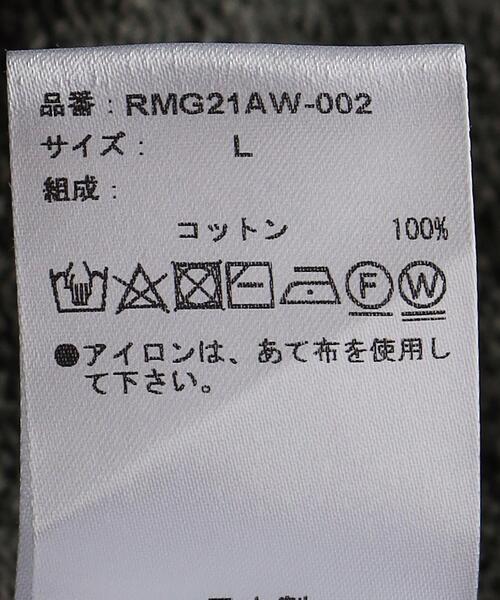 品番：RMG21AW-002
サイズ： L
組成：
コットン 100%
F W
●アイロンは、あて布を使用し
て下さい。